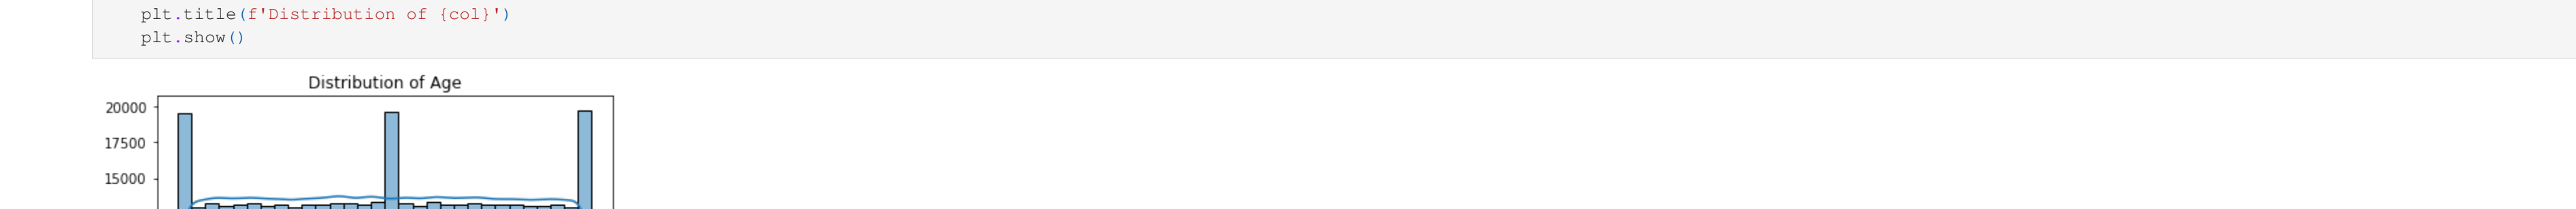 plt.title(f'Distribution of {col}')
plt.show()
Distribution of Age
20000
17500
15000